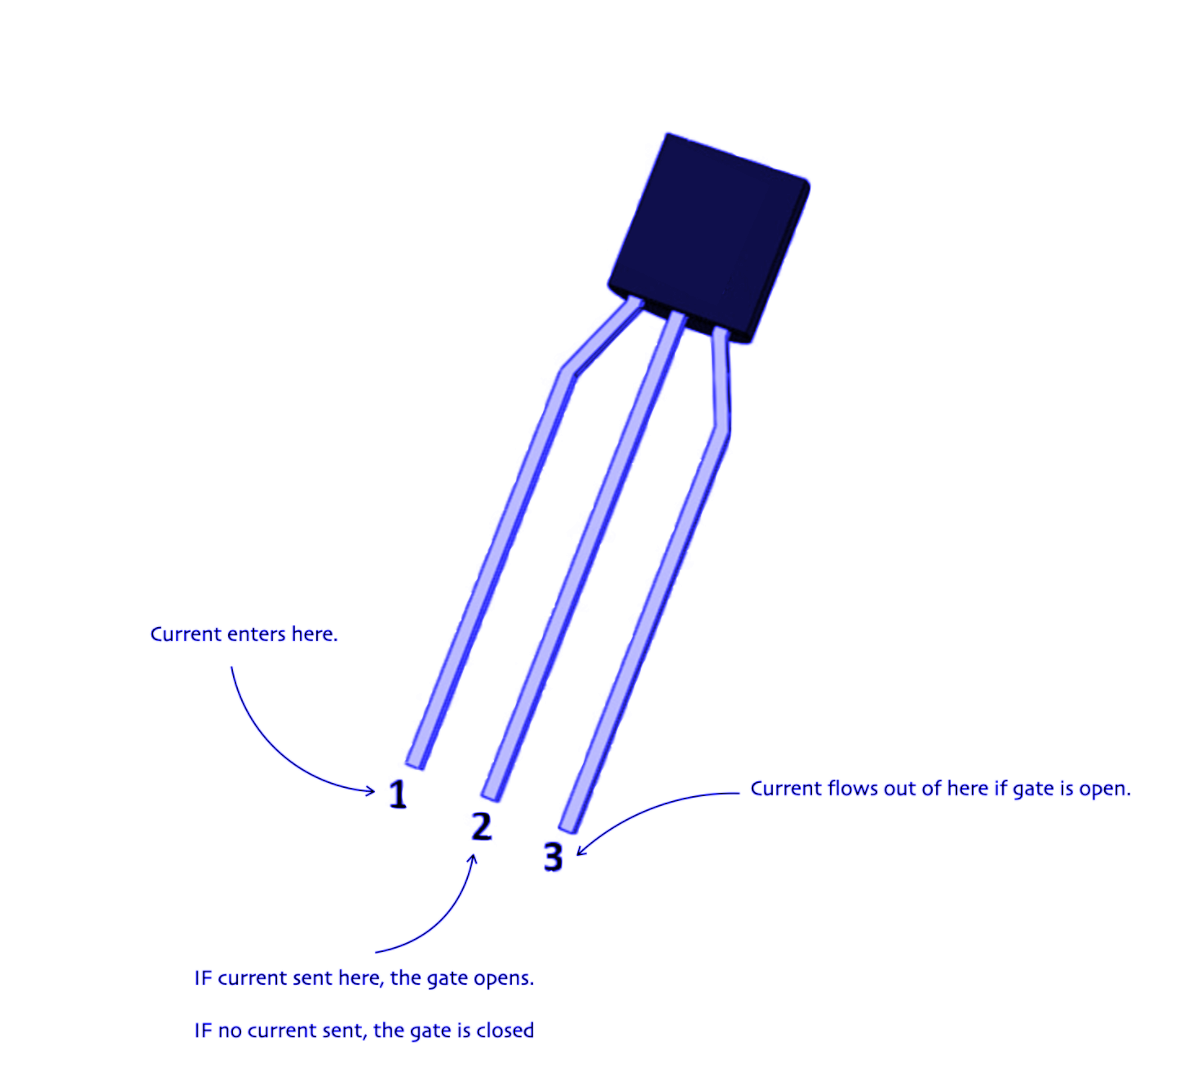 Current enters here.
1
Current flows out of here if gate is open.
2
3
IF current sent here, the gate opens.
IF no current sent, the gate is closed